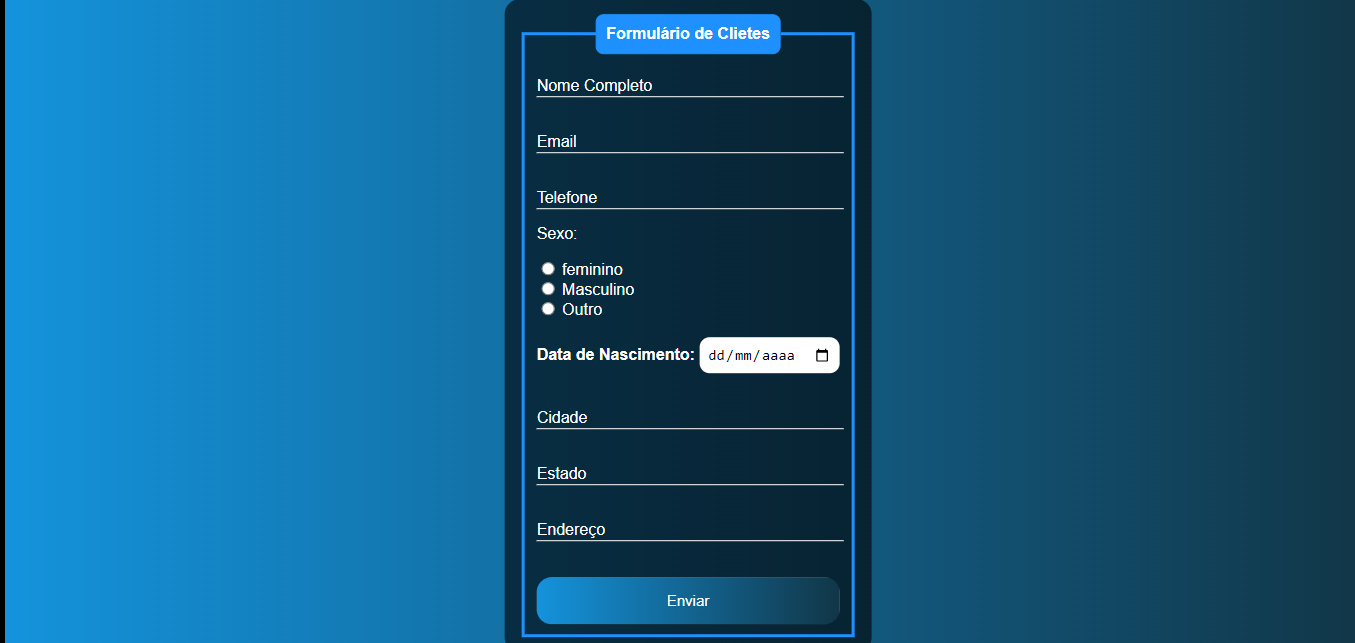 Formulário de Clietes
Nome Completo
Email
Telefone
Sexo:
feminino
Masculino
Outro
Data de Nascimento: dd/mm/aaaa
Cidade
Estado
Endereço
Enviar